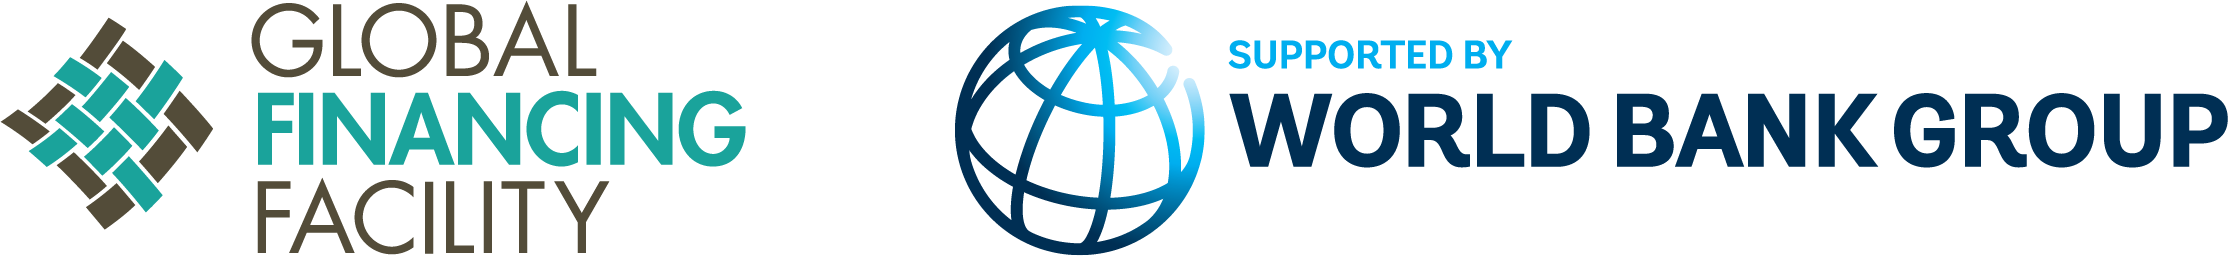 GLOBAL
FINANCING
FACILITY
SUPPORTED BY
WORLD BANK GROUP